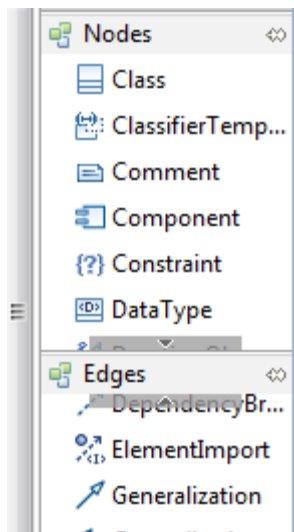 Nodes
Class
ClassifierTemp...
Comment
Component
{?} Constraint
<D> DataType
Edges
DependencyBr...
ElementImport
Generalization